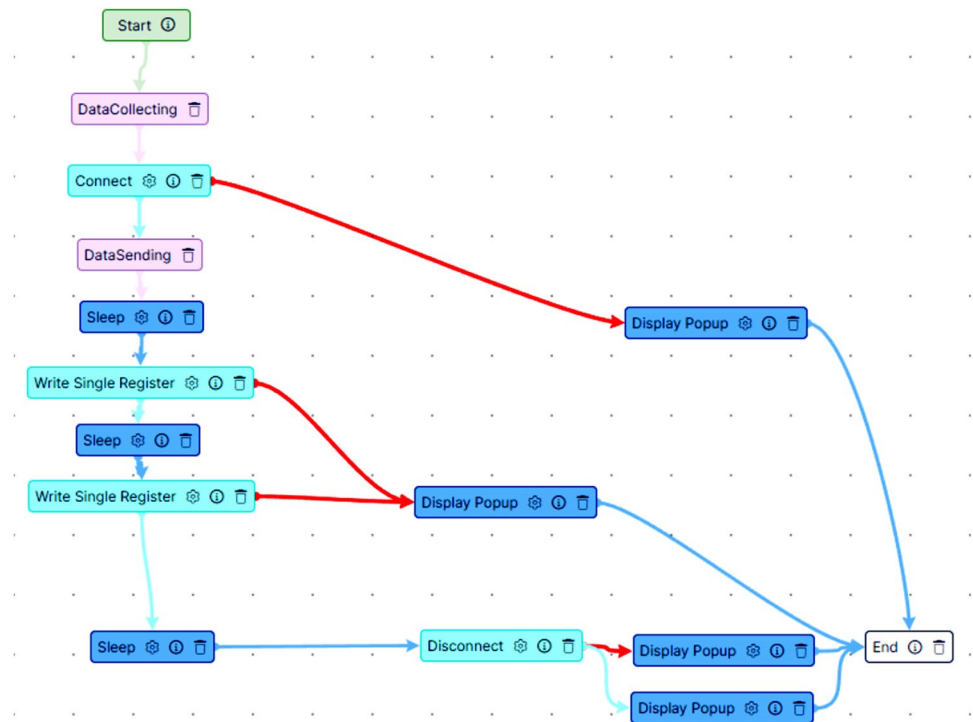 Start
DataCollecting
Connect
DataSending
Sleep
Display Popup
Write Single Register
Sleep
Write Single Register
Display Popup
Sleep
Disconnect
Display Popup
End
Display Popup